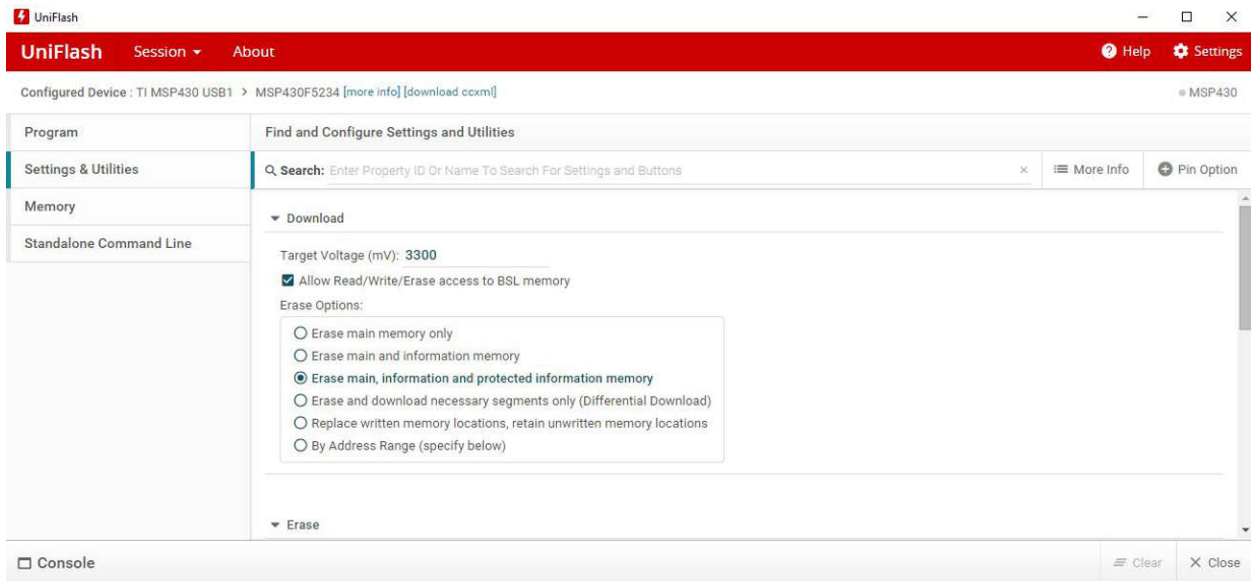 UniFlash
UniFlash Session About Help Settings
Configured Device : TI MSP430 USB1 > MSP430F5234 [more info] [download ccxml] MSP430
Program
Settings & Utilities
Memory
Standalone Command Line
Find and Configure Settings and Utilities
Search: Enter Property ID Or Name To Search For Settings and Buttons × More Info Pin Option
Download
Target Voltage (mV): 3300
Allow Read/Write/Erase access to BSL memory
Erase Options:
Erase main memory only
Erase main and information memory
Erase main, information and protected information memory
Erase and download necessary segments only (Differential Download)
Replace written memory locations, retain unwritten memory locations
By Address Range (specify below)
Erase
Console Clear Close